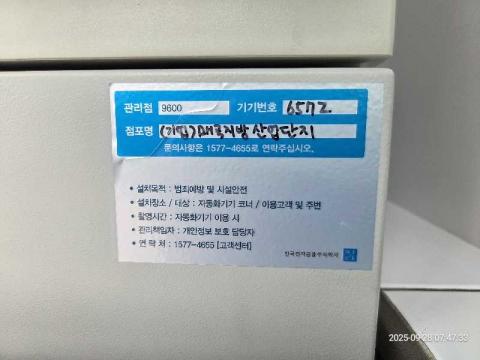 관리점 9600 기기번호 6572
점포명 (기업)매곡지방산업단지
문의사항은 1577-4655로 연락주십시오.
• 설치목적 : 범죄예방 및 시설안전
• 설치장소 / 대상 : 자동화기기 코너 / 이용고객 및 주변
• 촬영시간 : 자동화기기 이용 시
• 관리책임자 : 개인정보 보호 담당자
• 연 락 처 : 1577-4655 [고객센터]
한국전자금융주식회사
2025-09-28 07:47:33